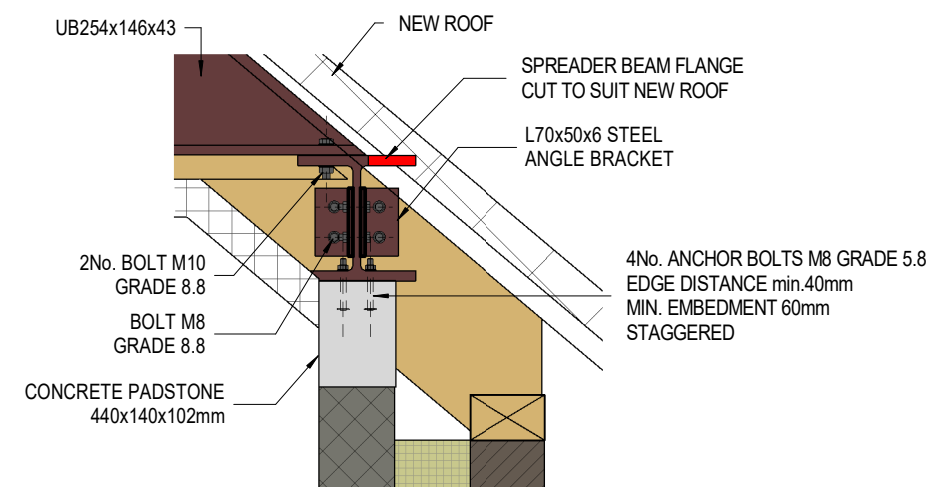 UB254x146x43
NEW ROOF
SPREADER BEAM FLANGE
CUT TO SUIT NEW ROOF
L70x50x6 STEEL
ANGLE BRACKET
2No. BOLT M10
GRADE 8.8
4No. ANCHOR BOLTS M8 GRADE 5.8
EDGE DISTANCE min.40mm
MIN. EMBEDMENT 60mm
STAGGERED
BOLT M8
GRADE 8.8
CONCRETE PADSTONE
440x140x102mm